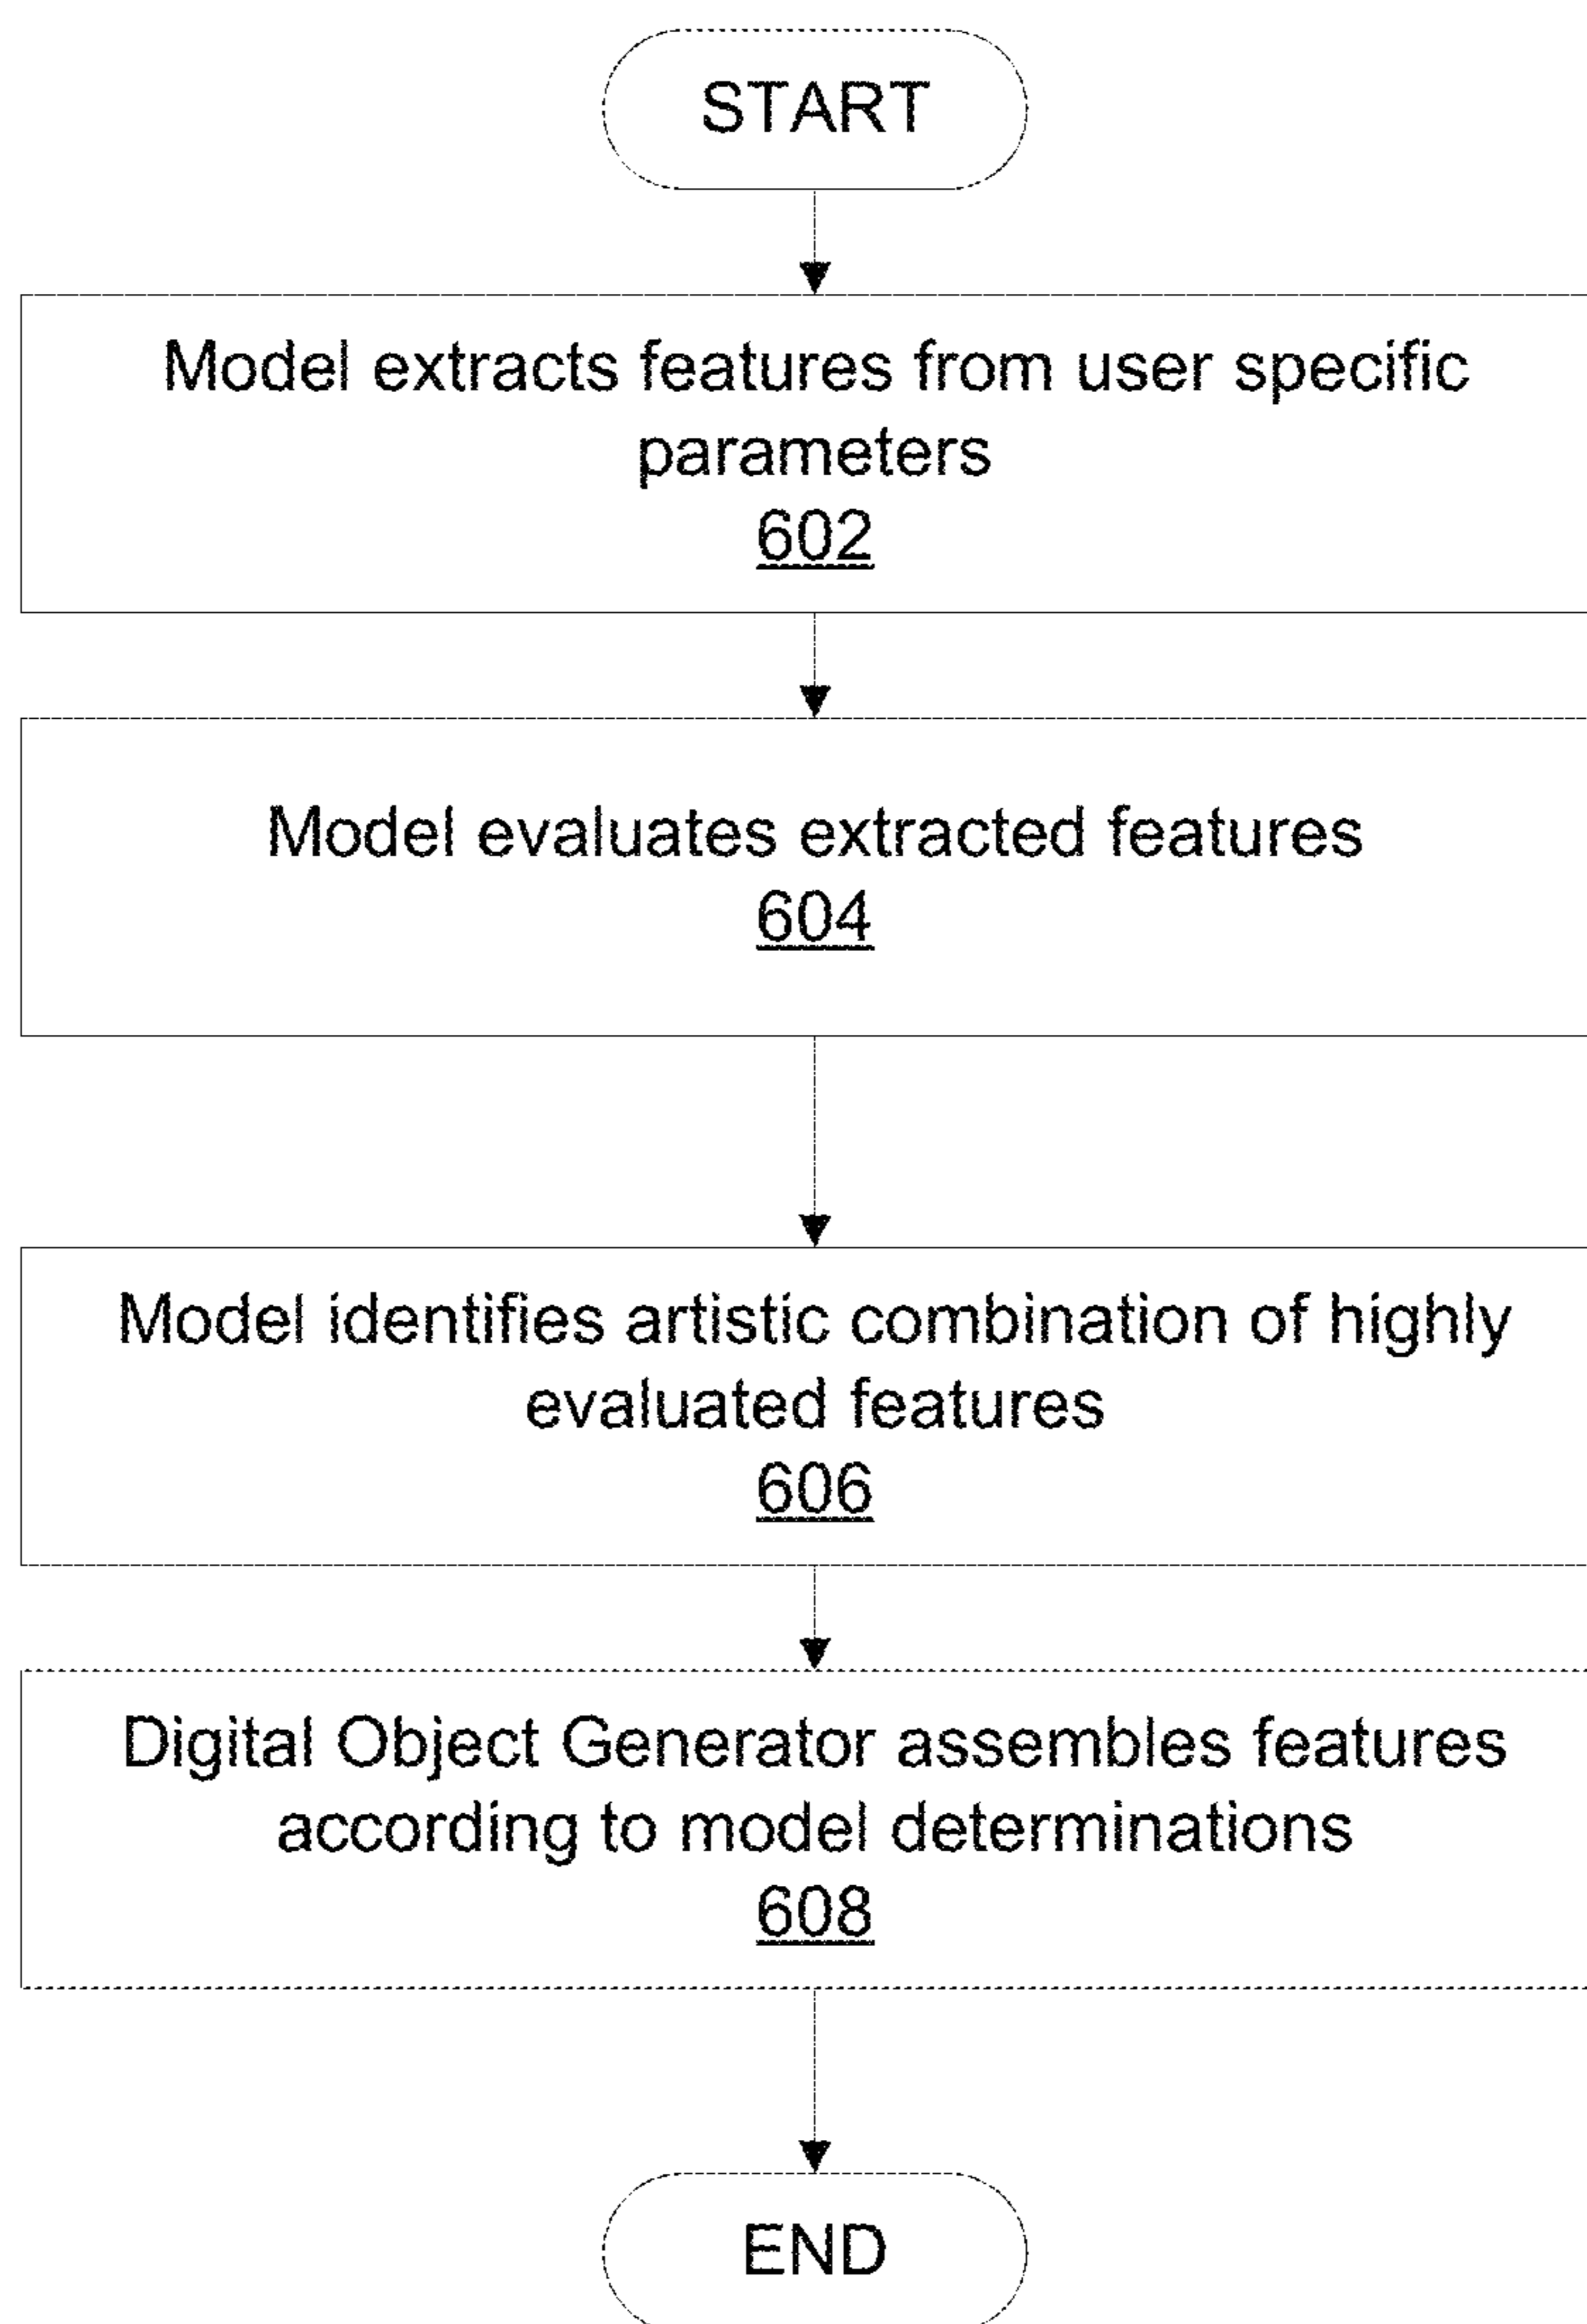 START
Model extracts features from user specific
parameters
602
Model evaluates extracted features
604
Model identifies artistic combination of highly
evaluated features
606
Digital Object Generator assembles features
according to model determinations
608
END